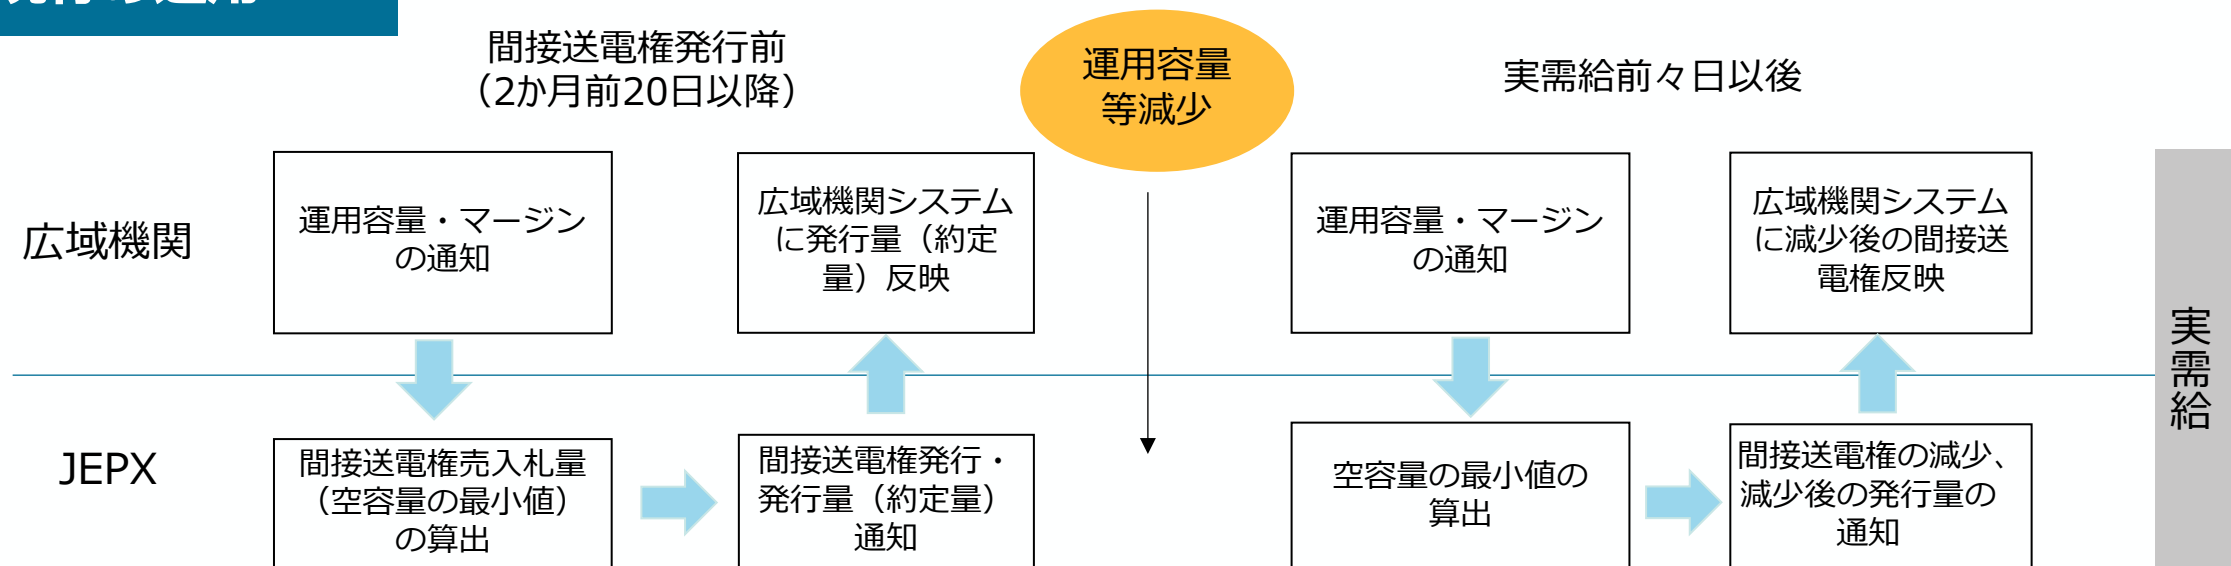 間接送電権発行前
（2か月前20日以降）
運用容量
等減少
実需給前々日以後
広域機関
運用容量・マージン
の通知
広域機関システム
に発行量（約定
量）反映
運用容量・マージン
の通知
広域機関システム
に減少後の間接送
電権反映
実需給
JEPX
間接送電権売入札量
（空容量の最小値）
の算出
間接送電権発行・
発行量（約定量）
通知
空容量の最小値の
算出
間接送電権の減少、
減少後の発行量の
通知